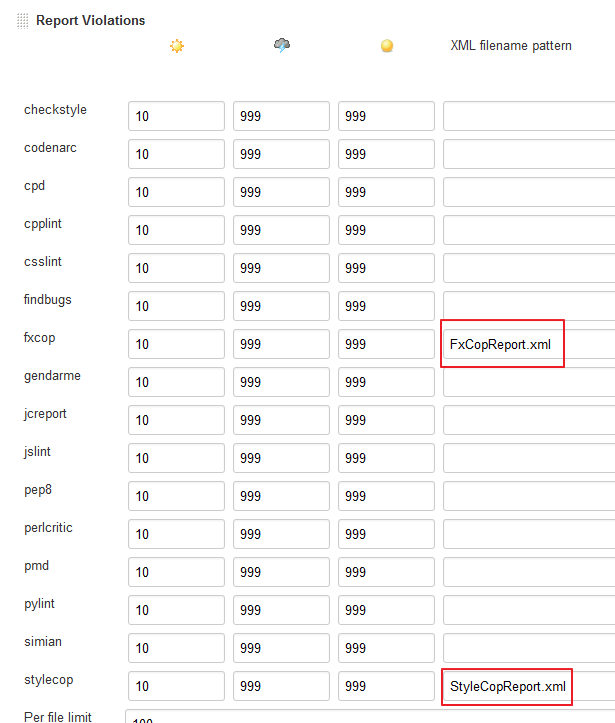 Report Violations
XML filename pattern
checkstyle 10 999 999
codenarc 10 999 999
cpd 10 999 999
cpplint 10 999 999
csslint 10 999 999
findbugs 10 999 999
fxcop 10 999 999 FxCopReport.xml
gendarme 10 999 999
jcreport 10 999 999
jslint 10 999 999
pep8 10 999 999
perlcritic 10 999 999
pmd 10 999 999
pylint 10 999 999
simian 10 999 999
stylecop 10 999 999 StyleCopReport.xml
Per file limit 100